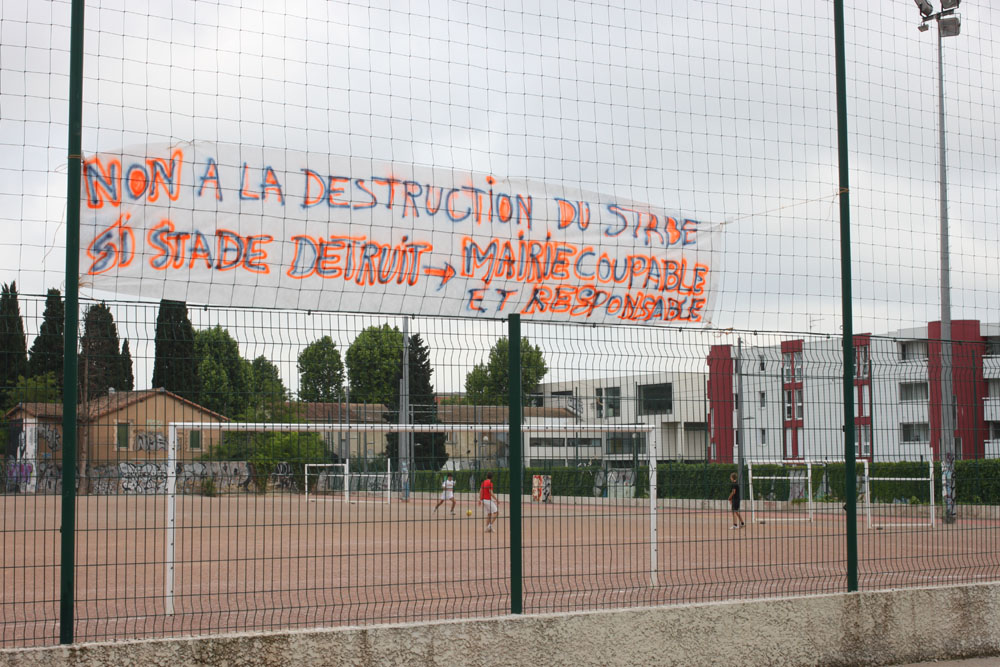 NON A LA DESTRUCTION DU STADE
SI STADE DETRUIT → MAIRIE COUPABLE
ET RESPONSABLE